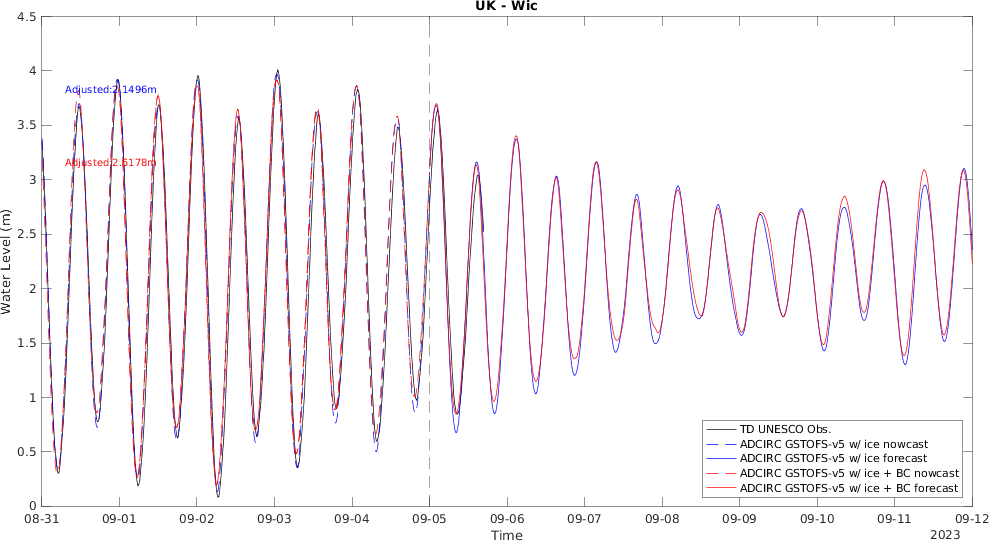 UK - Wic
4.5
4
3.5
3
2.5
2
1.5
1
0.5
0
Water Level (m)
Adjusted:2.1496m
Adjusted:2.6178m
TD UNESCO Obs.
ADCIRC GSTOFS-v5 w/ ice nowcast
ADCIRC GSTOFS-v5 w/ ice forecast
ADCIRC GSTOFS-v5 w/ ice + BC nowcast
ADCIRC GSTOFS-v5 w/ ice + BC forecast
08-31 09-01 09-02 09-03 09-04 09-05 09-06 09-07 09-08 09-09 09-10 09-11 09-12
Time
2023